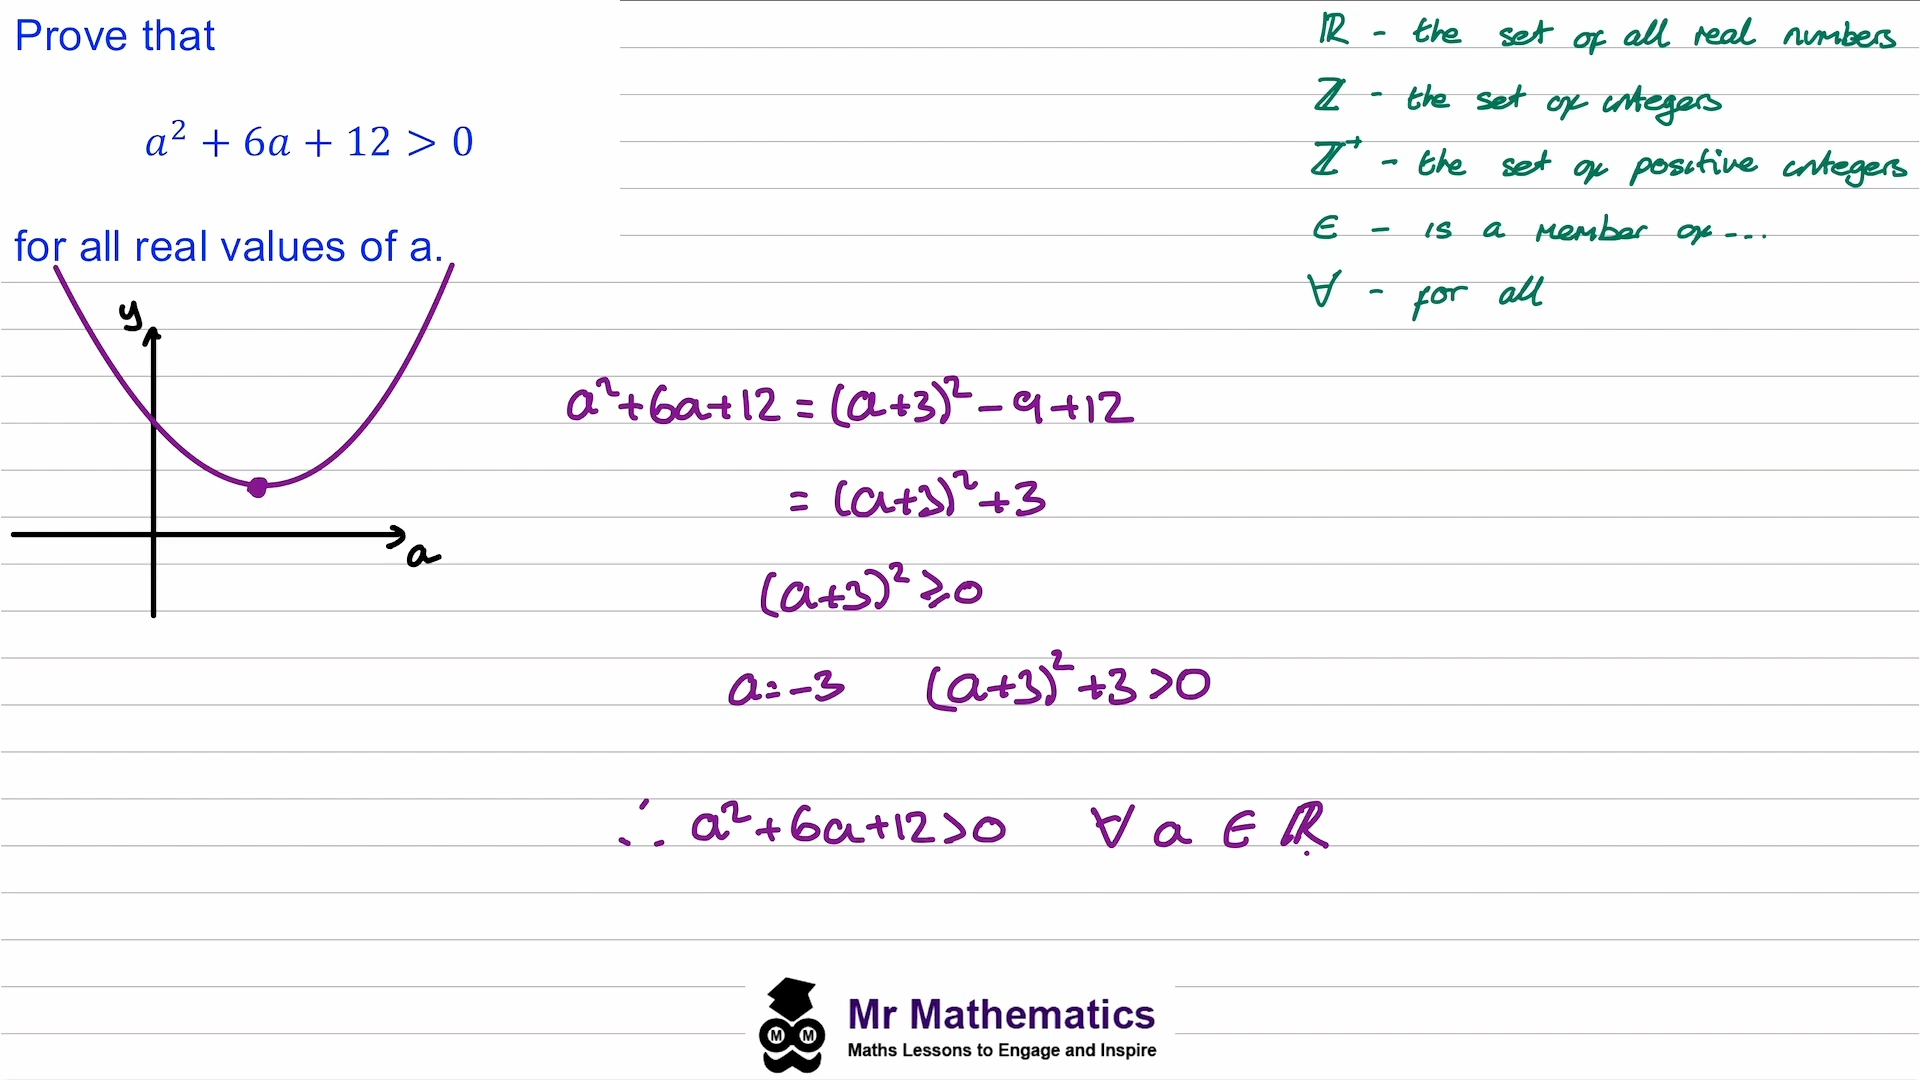 Prove that
a² + 6a + 12 > 0
for all real values of a.
ℝ - the set of all real numbers
ℤ - the set of integers
ℤ⁺ - the set of positive integers
∈ - is a member of ...
∀ - for all
y
a
a²+6a+12 = (a+3)² - 9 + 12
= (a+3)² + 3
(a+3)² ⩾ 0
a = -3 (a+3)² + 3 > 0
∴ a²+6a+12 > 0 ∀ a ∈ ℝ.
M M
Mr Mathematics
Maths Lessons to Engage and Inspire